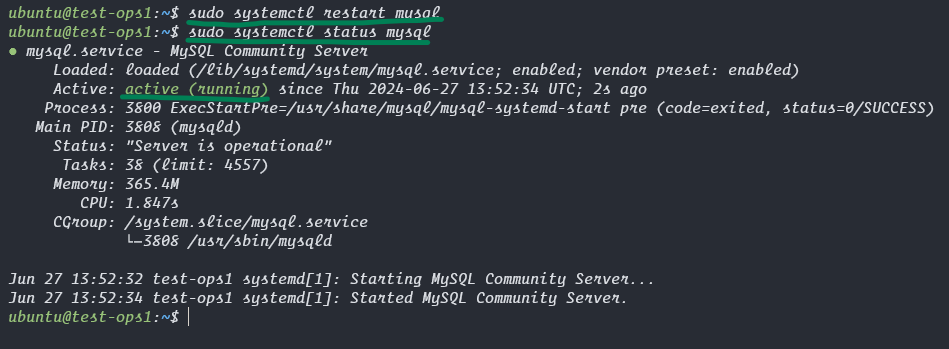 ubuntu@test-ops1:~$ sudo systemctl restart mysql
ubuntu@test-ops1:~$ sudo systemctl status mysql
● mysql.service - MySQL Community Server
Loaded: loaded (/lib/systemd/system/mysql.service; enabled; vendor preset: enabled)
Active: active (running) since Thu 2024-06-27 13:52:34 UTC; 2s ago
Process: 3800 ExecStartPre=/usr/share/mysql/mysql-systemd-start pre (code=exited, status=0/SUCCESS)
Main PID: 3808 (mysqld)
Status: "Server is operational"
Tasks: 38 (limit: 4557)
Memory: 365.4M
CPU: 1.847s
CGroup: /system.slice/mysql.service
└─3808 /usr/sbin/mysqld
Jun 27 13:52:32 test-ops1 systemd[1]: Starting MySQL Community Server...
Jun 27 13:52:34 test-ops1 systemd[1]: Started MySQL Community Server.
ubuntu@test-ops1:~$